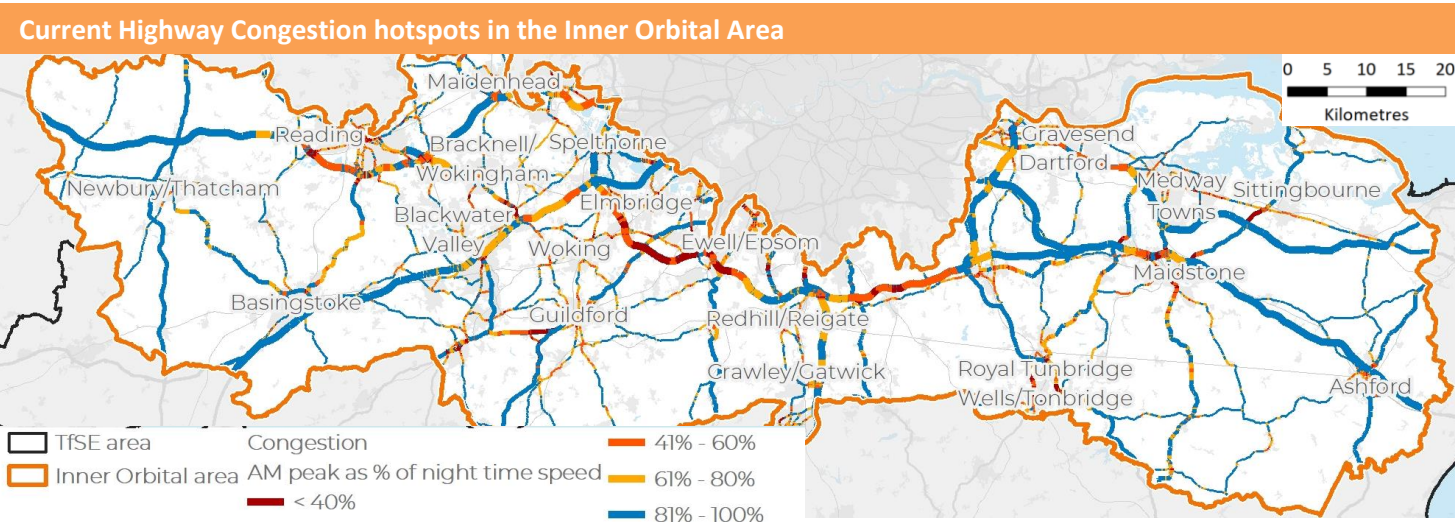 Current Highway Congestion hotspots in the Inner Orbital Area
0 5 10 15 20
Kilometres
Maidenhead
Reading
Bracknell/
Wokingham
Spelthorne
Gravesend
Dartford
Newbury/Thatcham
Medway
Towns
Sittingbourne
Blackwater
Valley
Elmbridge
Woking
Ewell/Epsom
Maidstone
Basingstoke
Guildford
Redhill/Reigate
Crawley/Gatwick
Royal Tunbridge
Wells/Tonbridge
Ashford
TfSE area
Inner Orbital area
Congestion
AM peak as % of night time speed
< 40%
41% - 60%
61% - 80%
81% - 100%